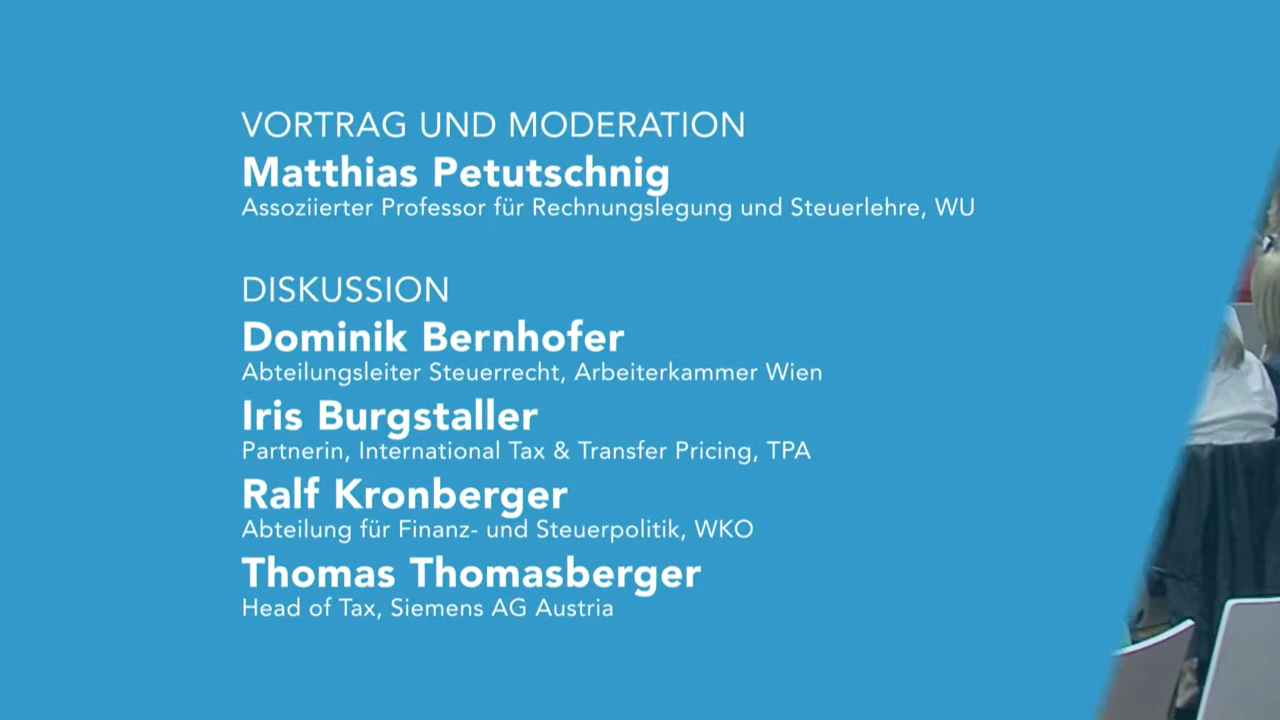 VORTRAG UND MODERATION
Matthias Petutschnig
Assoziierter Professor für Rechnungslegung und Steuerlehre, WU
DISKUSSION
Dominik Bernhofer
Abteilungsleiter Steuerrecht, Arbeiterkammer Wien
Iris Burgstaller
Partnerin, International Tax & Transfer Pricing, TPA
Ralf Kronberger
Abteilung für Finanz- und Steuerpolitik, WKO
Thomas Thomasberger
Head of Tax, Siemens AG Austria